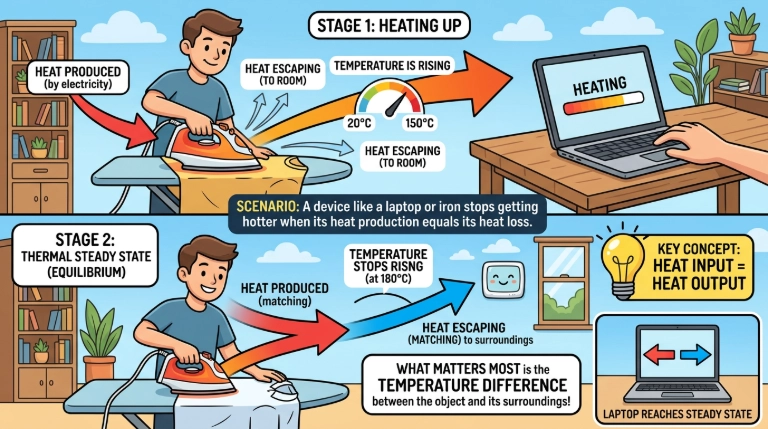 STAGE 1: HEATING UP
HEAT PRODUCED
(by electricity)
HEAT ESCAPING
(TO ROOM)
TEMPERATURE IS RISING
20°C
150°C
HEAT ESCAPING
(TO ROOM)
HEATING
SCENARIO: A device like a laptop or iron stops getting
hotter when its heat production equals its heat loss.
STAGE 2:
THERMAL STEADY STATE
(EQUILIBRIUM)
HEAT PRODUCED
(matching)
TEMPERATURE
STOPS RISING
(at 180°C)
HEAT ESCAPING
(MATCHING) to surroundings
KEY CONCEPT:
HEAT INPUT =
HEAT OUTPUT
WHAT MATTERS MOST is the
TEMPERATURE DIFFERENCE
between the object and its surroundings!
LAPTOP REACHES STEADY STATE